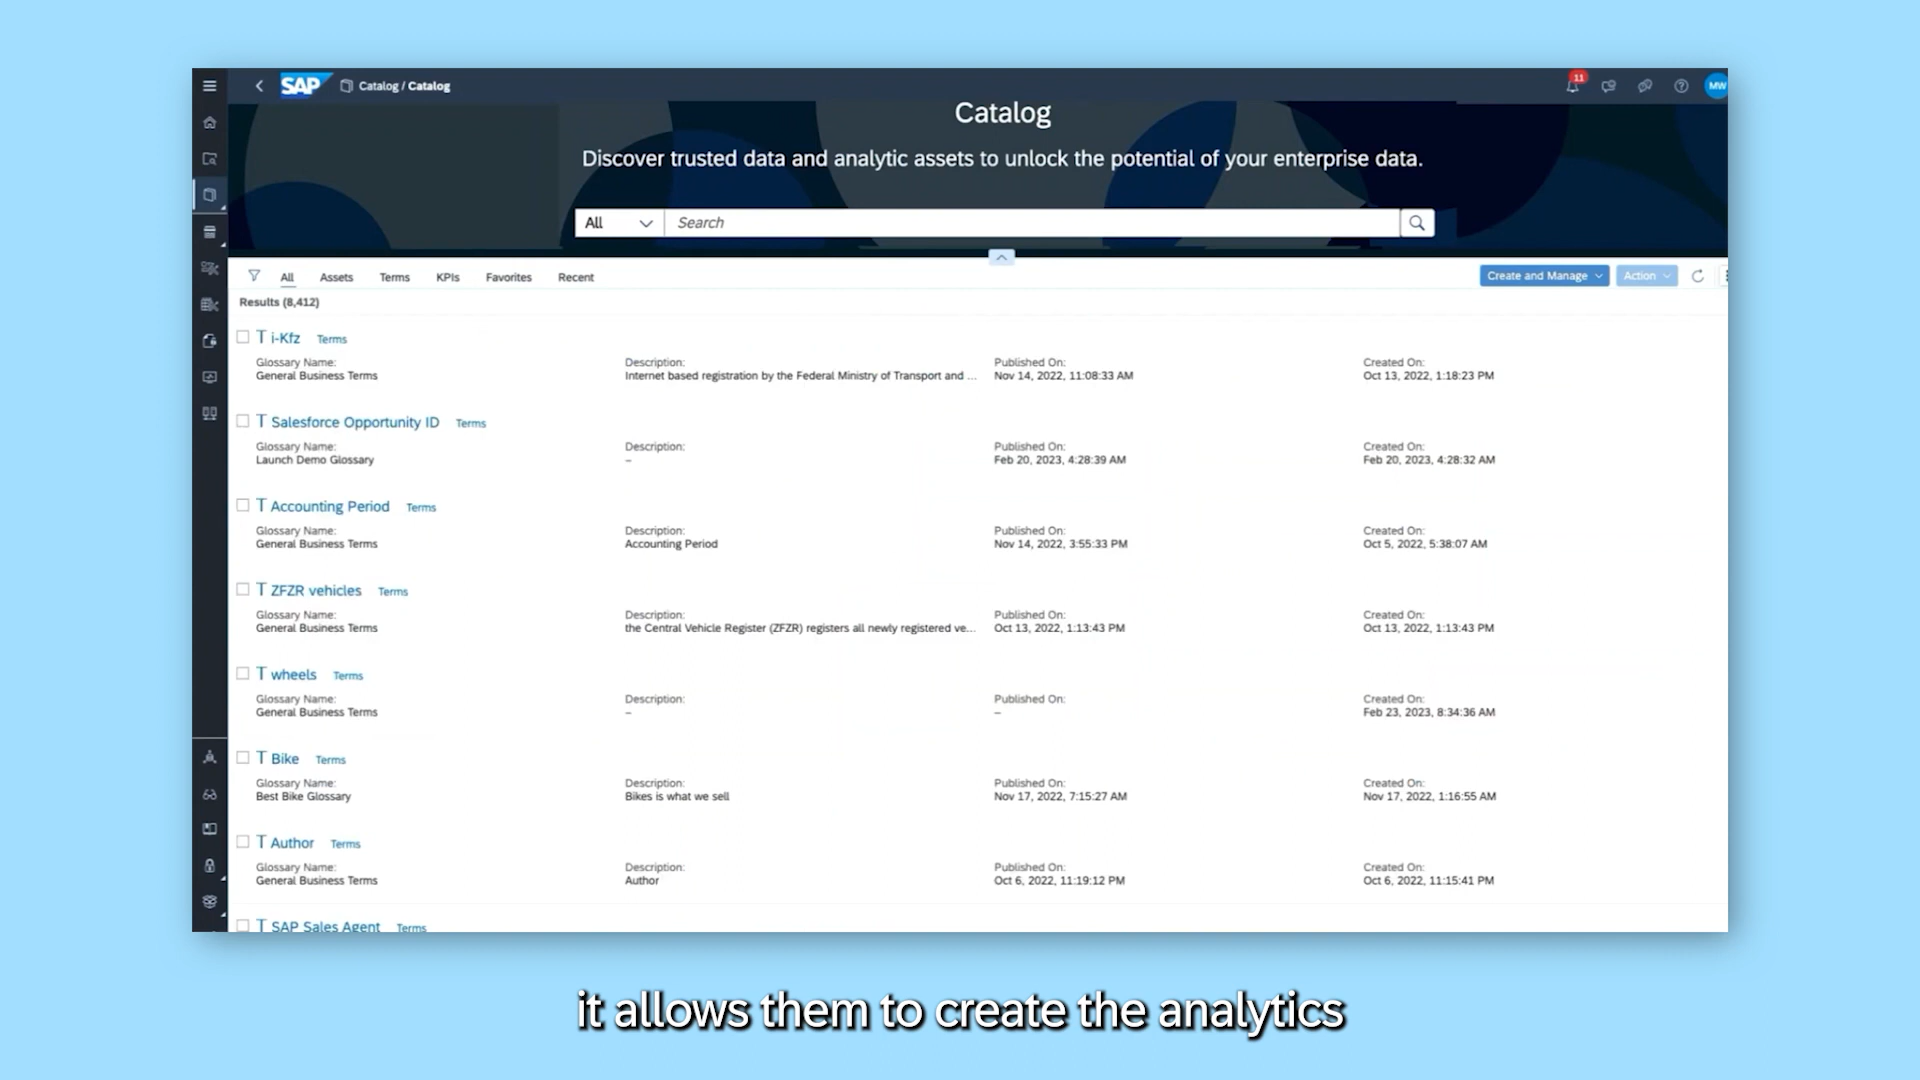 SAP Catalog / Catalog 11 MW
Catalog
Discover trusted data and analytic assets to unlock the potential of your enterprise data.
All Search
All Assets Terms KPIs Favorites Recent Create and Manage Action
Results (8,412)
T i-Kfz Terms
Glossary Name: Description: Published On: Created On:
General Business Terms Internet based registration by the Federal Ministry of Transport and ... Nov 14, 2022, 11:08:33 AM Oct 13, 2022, 1:18:23 PM
T Salesforce Opportunity ID Terms
Glossary Name: Description: Published On: Created On:
Launch Demo Glossary – Feb 20, 2023, 4:28:39 AM Feb 20, 2023, 4:28:32 AM
T Accounting Period Terms
Glossary Name: Description: Published On: Created On:
General Business Terms Accounting Period Nov 14, 2022, 3:55:33 PM Oct 5, 2022, 5:38:07 AM
T ZFZR vehicles Terms
Glossary Name: Description: Published On: Created On:
General Business Terms the Central Vehicle Register (ZFZR) registers all newly registered ve... Oct 13, 2022, 1:13:43 PM Oct 13, 2022, 1:13:43 PM
T wheels Terms
Glossary Name: Description: Published On: Created On:
General Business Terms – – Feb 23, 2023, 8:34:36 AM
T Bike Terms
Glossary Name: Description: Published On: Created On:
Best Bike Glossary Bikes is what we sell Nov 17, 2022, 7:15:27 AM Nov 17, 2022, 1:16:55 AM
T Author Terms
Glossary Name: Description: Published On: Created On:
General Business Terms Author Oct 6, 2022, 11:19:12 PM Oct 6, 2022, 11:15:41 PM
T SAP Sales Agent Terms
it allows them to create the analytics